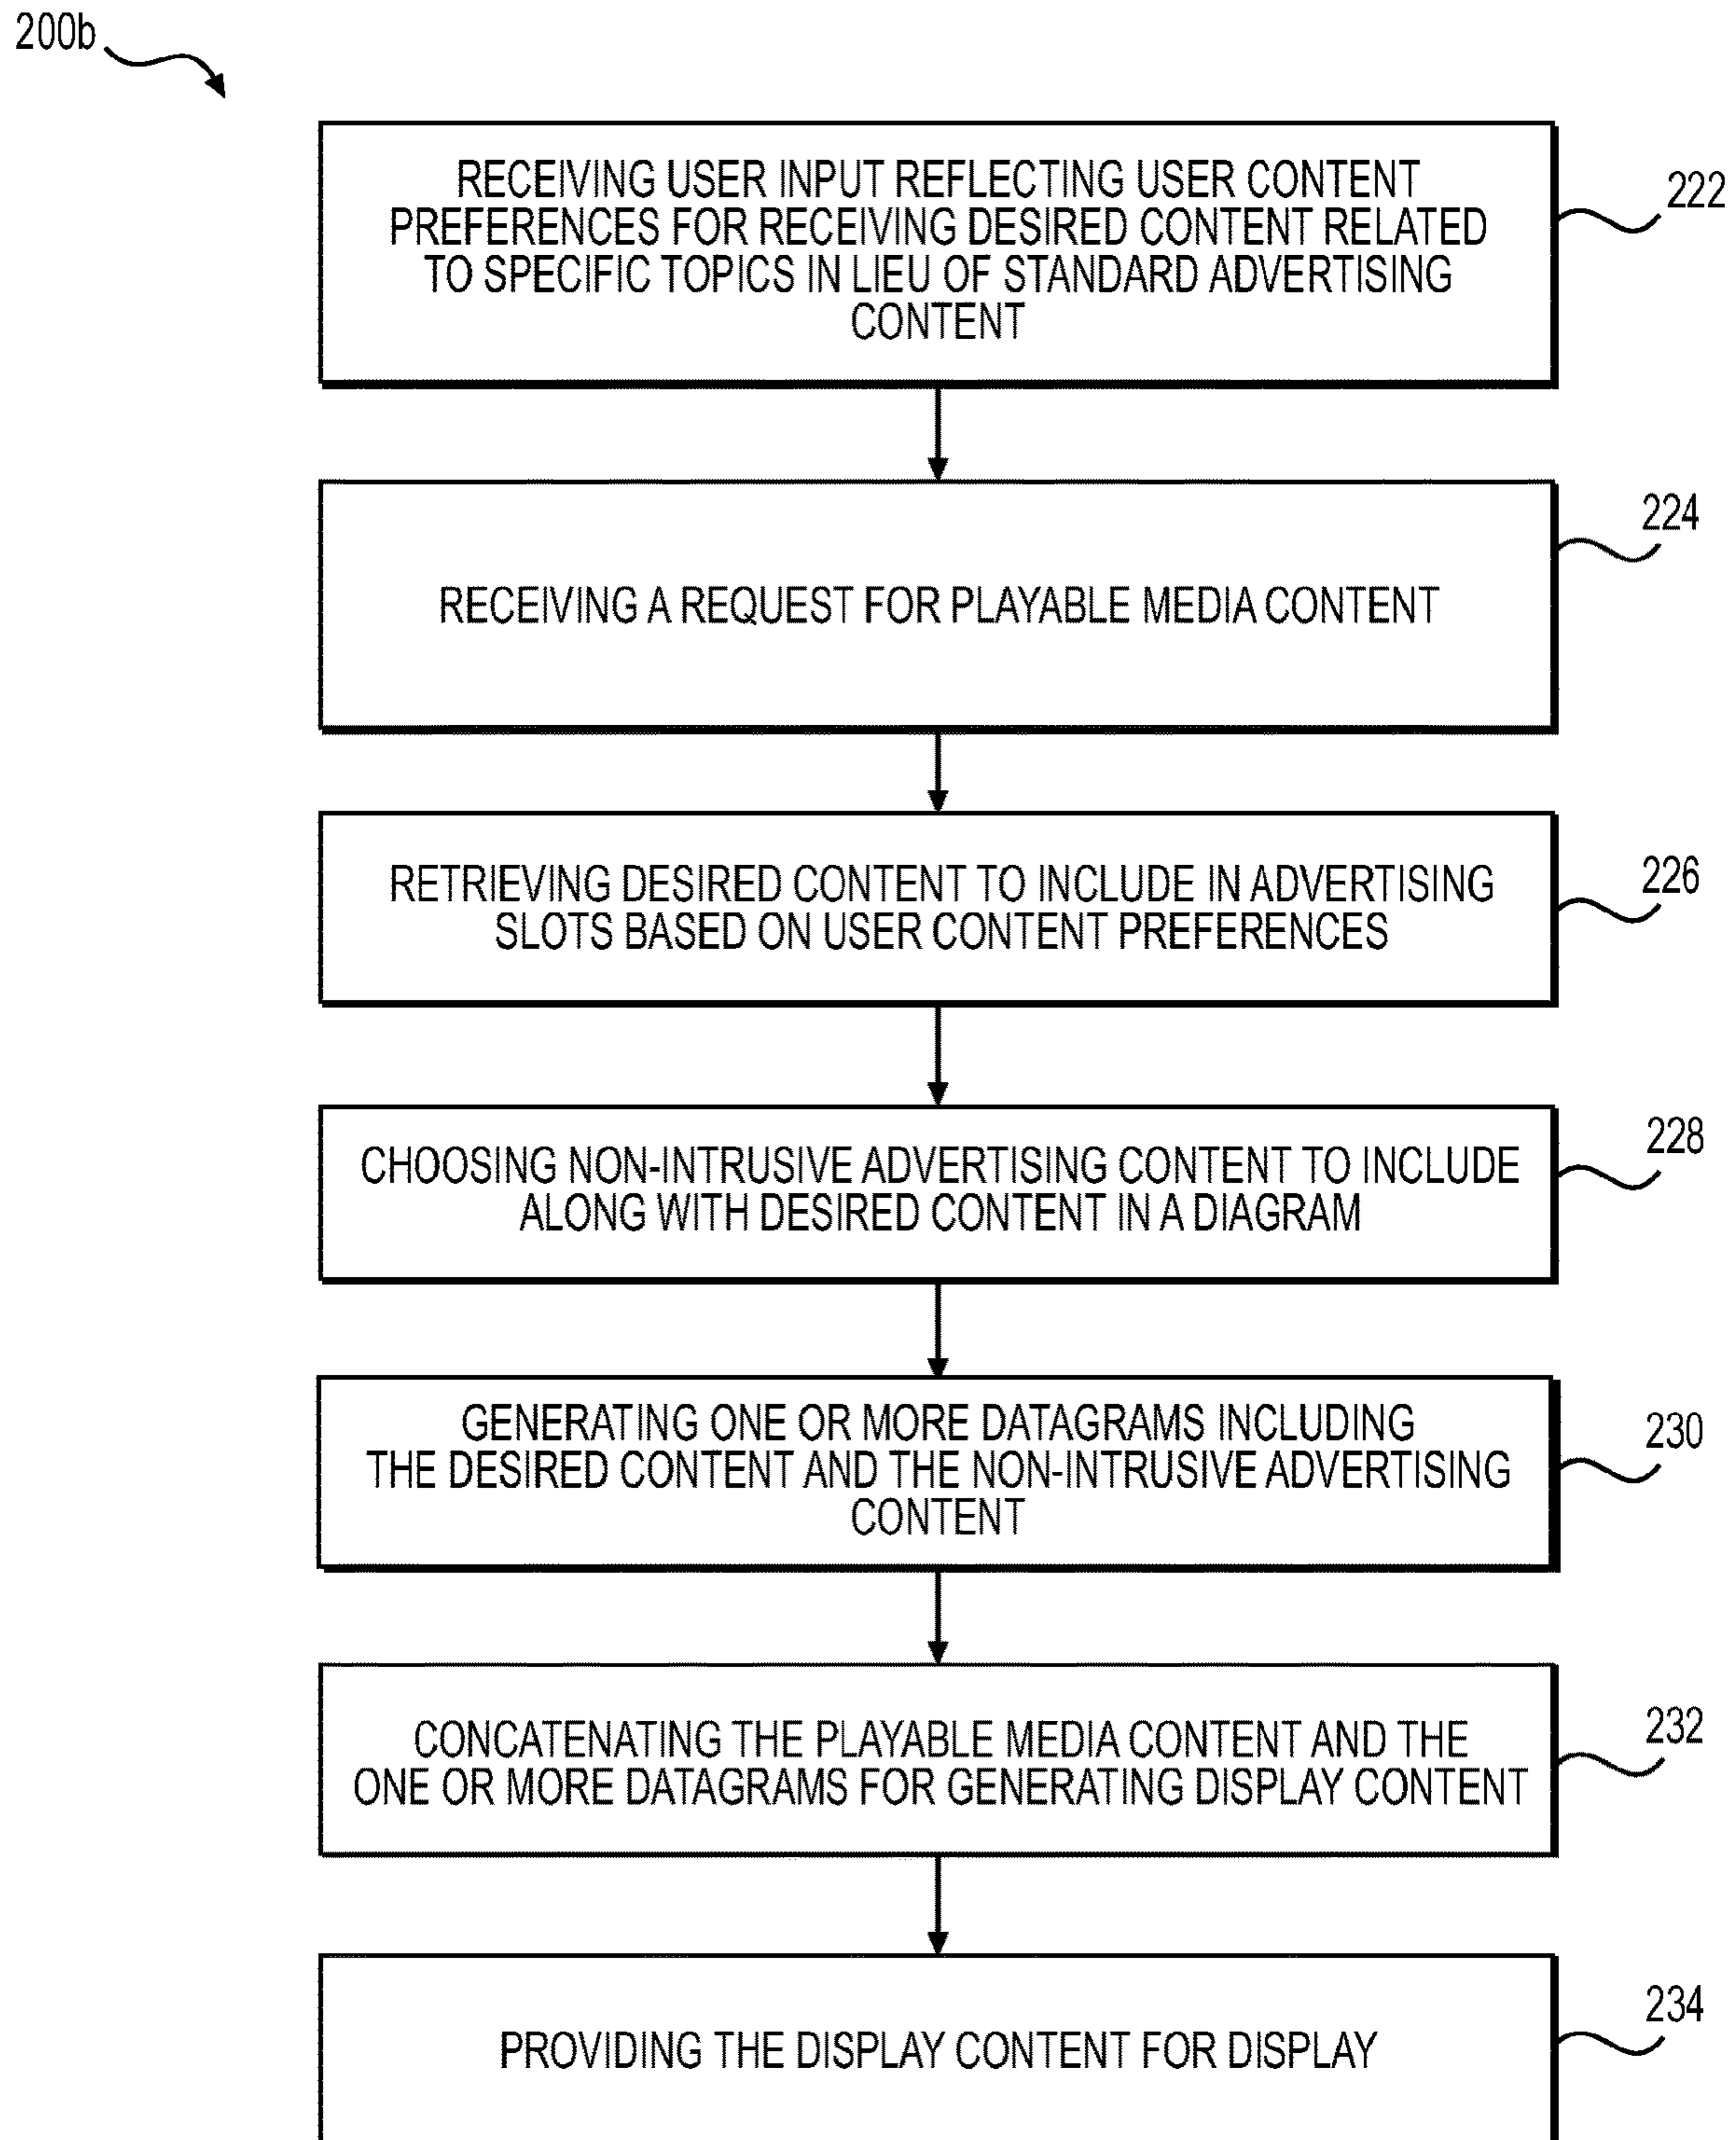 200b
RECEIVING USER INPUT REFLECTING USER CONTENT
PREFERENCES FOR RECEIVING DESIRED CONTENT RELATED
TO SPECIFIC TOPICS IN LIEU OF STANDARD ADVERTISING
CONTENT
222
RECEIVING A REQUEST FOR PLAYABLE MEDIA CONTENT
224
RETRIEVING DESIRED CONTENT TO INCLUDE IN ADVERTISING
SLOTS BASED ON USER CONTENT PREFERENCES
226
CHOOSING NON-INTRUSIVE ADVERTISING CONTENT TO INCLUDE
ALONG WITH DESIRED CONTENT IN A DIAGRAM
228
GENERATING ONE OR MORE DATAGRAMS INCLUDING
THE DESIRED CONTENT AND THE NON-INTRUSIVE ADVERTISING
CONTENT
230
CONCATENATING THE PLAYABLE MEDIA CONTENT AND THE
ONE OR MORE DATAGRAMS FOR GENERATING DISPLAY CONTENT
232
PROVIDING THE DISPLAY CONTENT FOR DISPLAY
234